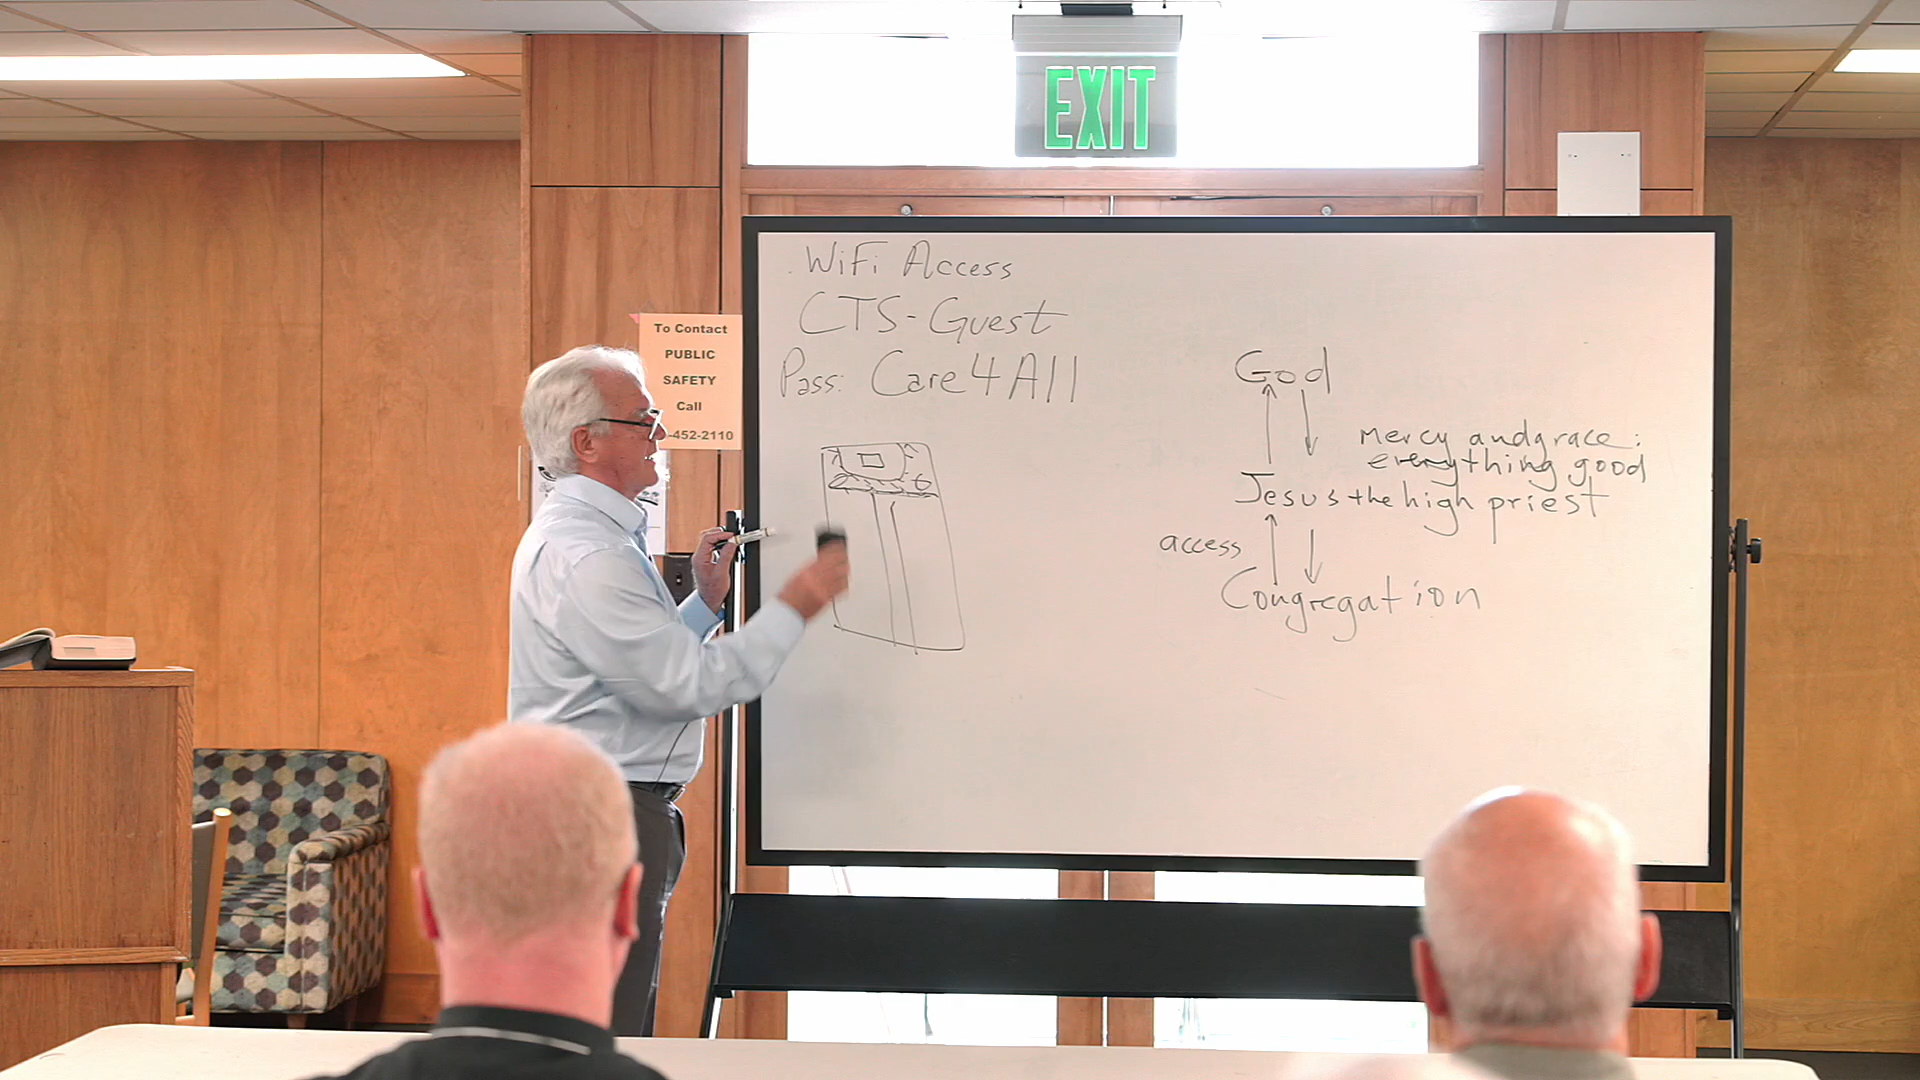 EXIT
To Contact
PUBLIC
SAFETY
Call
-452-2110
WiFi Access
CTS-Guest
Pass: Care4All
God
Mercy and grace:
everything good
Jesus the high priest
access
Congregation